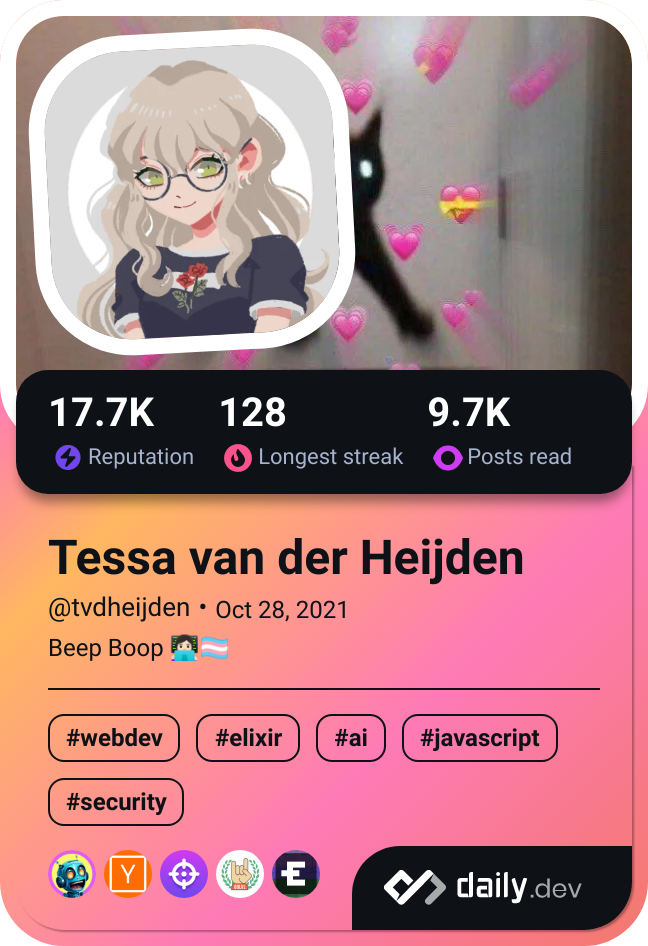 17.7K 128 9.7K
Reputation Longest streak Posts read
Tessa van der Heijden
@tvdheijden • Oct 28, 2021
Beep Boop 👩🏻‍💻🏳️‍⚧️
#webdev #elixir #ai #javascript
#security
Y E daily.dev